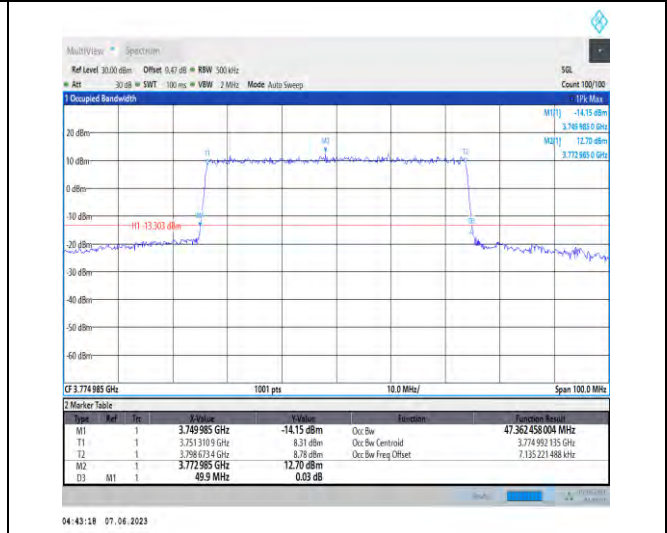 MultiView Spectrum
Ref Level 30.00 dBm Offset 9.47 dB RBW 500 kHz SGL
Att 30 dB SWT 100 ms VBW 2 MHz Mode Auto Sweep Count 100/100
1 Occupied Bandwidth 1Pk Max
M1[1] -14.15 dBm
3.749 985 0 GHz
M2[1] 12.70 dBm
3.772 985 0 GHz
20 dBm
M2
T1 T2
10 dBm
0 dBm
-10 dBm
H1 -13.303 dBm
-20 dBm
-30 dBm
-40 dBm
-50 dBm
-60 dBm
CF 3.774 985 GHz 1001 pts 10.0 MHz/ Span 100.0 MHz
2 Marker Table
Type Ref Trc X-Value Y-Value Function Function Result
M1 1 3.749985 GHz -14.15 dBm Occ Bw 47.362 458 004 MHz
T1 1 3.751 310 9 GHz 8.31 dBm Occ Bw Centroid 3.774 992 135 GHz
T2 1 3.798 673 4 GHz 8.78 dBm Occ Bw Freq Offset 7.135 221 488 kHz
M2 1 3.772985 GHz 12.70 dBm
D3 M1 1 49.9 MHz 0.03 dB
04:43:18 07.06.2023